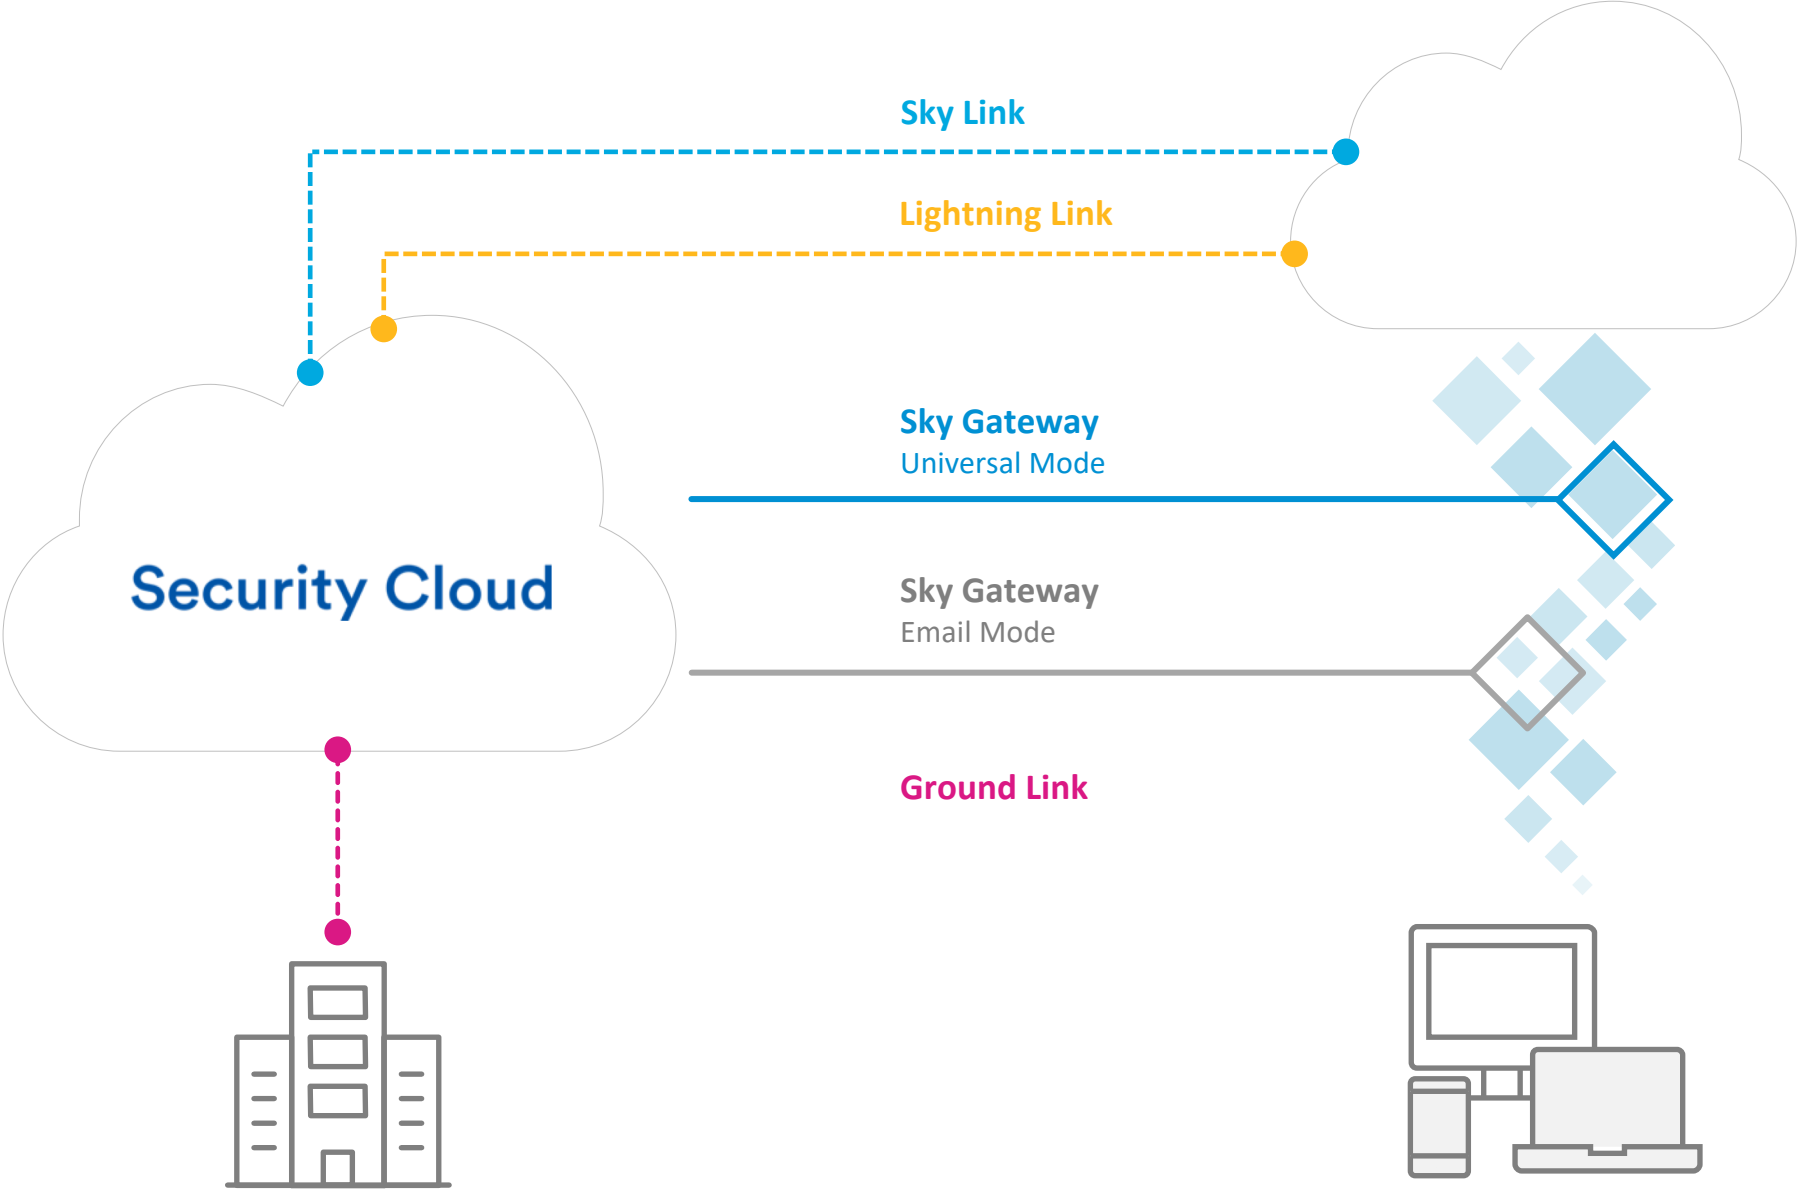 Sky Link
Lightning Link
Sky Gateway
Universal Mode
Security Cloud
Sky Gateway
Email Mode
Ground Link